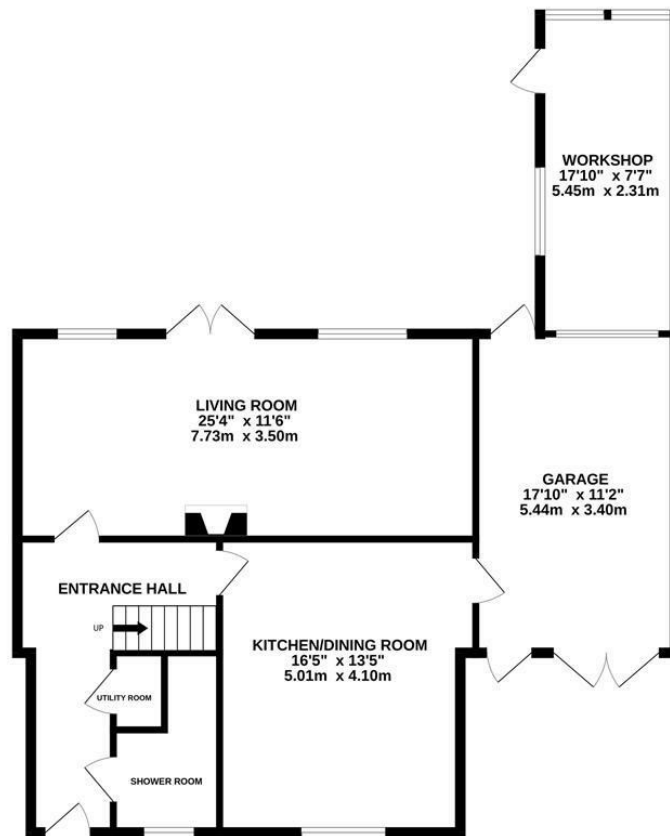 WORKSHOP
17'10" x 7'7"
5.45m x 2.31m
LIVING ROOM
25'4" x 11'6"
7.73m x 3.50m
GARAGE
17'10" x 11'2"
5.44m x 3.40m
ENTRANCE HALL
UP
KITCHEN/DINING ROOM
16'5" x 13'5"
5.01m x 4.10m
UTILITY ROOM
SHOWER ROOM